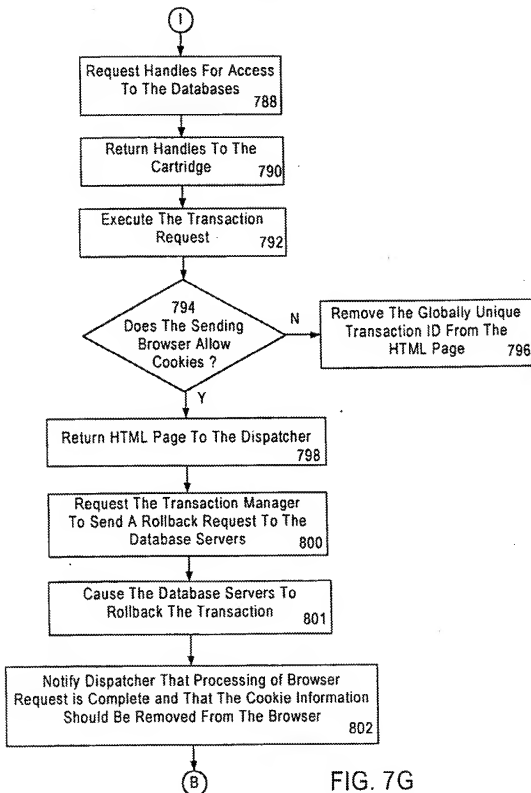 I
Request Handles For Access
To The Databases
788
Return Handles To The
Cartridge
790
Execute The Transaction
Request
792
794
Does The Sending
Browser Allow
Cookies ?
N
Remove The Globally Unique
Transaction ID From The
HTML Page
796
Y
Return HTML Page To The Dispatcher
798
Request The Transaction Manager
To Send A Rollback Request To The
Database Servers
800
Cause The Database Servers To
Rollback The Transaction
801
Notify Dispatcher That Processing of Browser
Request is Complete and That The Cookie Information
Should Be Removed From The Browser
802
B
FIG. 7G